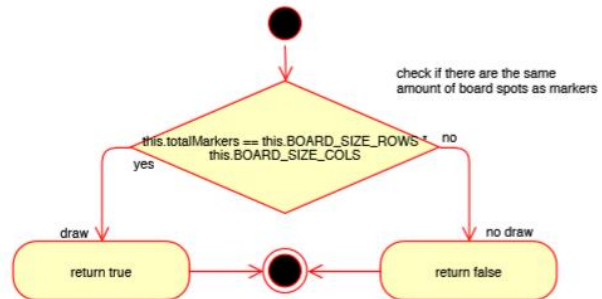 check if there are the same
amount of board spots as markers
this.totalMarkers == this.BOARD_SIZE_ROWS *
this.BOARD_SIZE_COLS
no
yes
draw
no draw
return true
return false